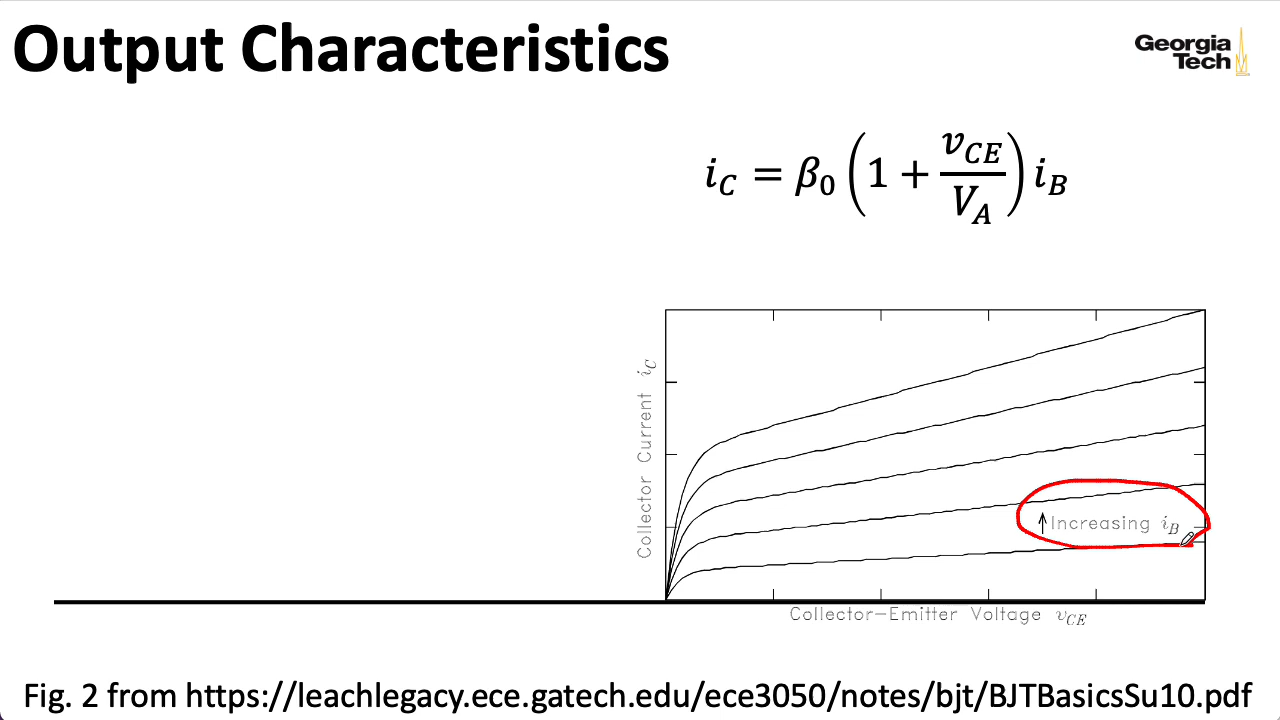 Output Characteristics
Georgia
Tech
i_C = β_0 (1 + v_CE / V_A) i_B
Collector Current i_C
Increasing i_B
Collector-Emitter Voltage v_CE
Fig. 2 from https://leachlegacy.ece.gatech.edu/ece3050/notes/bjt/BJTBasicsSu10.pdf